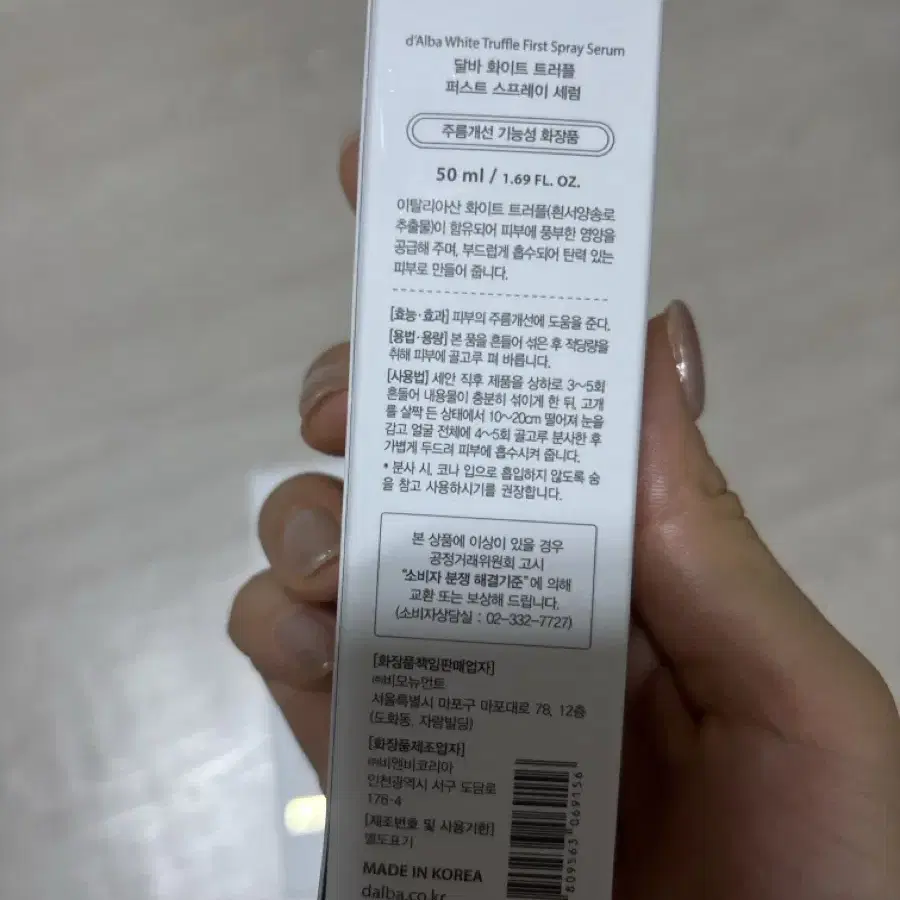 d'Alba White Truffle First Spray Serum
달바 화이트 트러플
퍼스트 스프레이 세럼
주름개선 기능성 화장품
50 ml / 1.69 FL. OZ.
이탈리아산 화이트 트러플(흰서양송로
추출물)이 함유되어 피부에 풍부한 영양을
공급해 주며, 부드럽게 흡수되어 탄력 있는
피부로 만들어 줍니다.
[효능·효과] 피부의 주름개선에 도움을 준다.
[용법·용량] 본 품을 흔들어 섞은 후 적당량을
취해 피부에 골고루 펴 바릅니다.
[사용법] 세안 직후 제품을 상하로 3~5회
흔들어 내용물이 충분히 섞이게 한 뒤, 고개
를 살짝 든 상태에서 10~20cm 떨어져 눈을
감고 얼굴 전체에 4~5회 골고루 분사한 후
가볍게 두드려 피부에 흡수시켜 줍니다.
* 분사 시, 코나 입으로 흡입하지 않도록 숨
을 참고 사용하시기를 권장합니다.
본 상품에 이상이 있을 경우
공정거래위원회 고시
"소비자 분쟁 해결기준"에 의해
교환 또는 보상해 드립니다.
(소비자상담실 : 02-332-7727)
[화장품책임판매업자]
㈜비모뉴먼트
서울특별시 마포구 마포대로 78, 12층
(도화동, 자람빌딩)
[화장품제조업자]
㈜비앤비코리아
인천광역시 서구 도담로
176-4
[제조번호 및 사용기한]
별도표기
MADE IN KOREA
dalba.co.kr
809563 069156